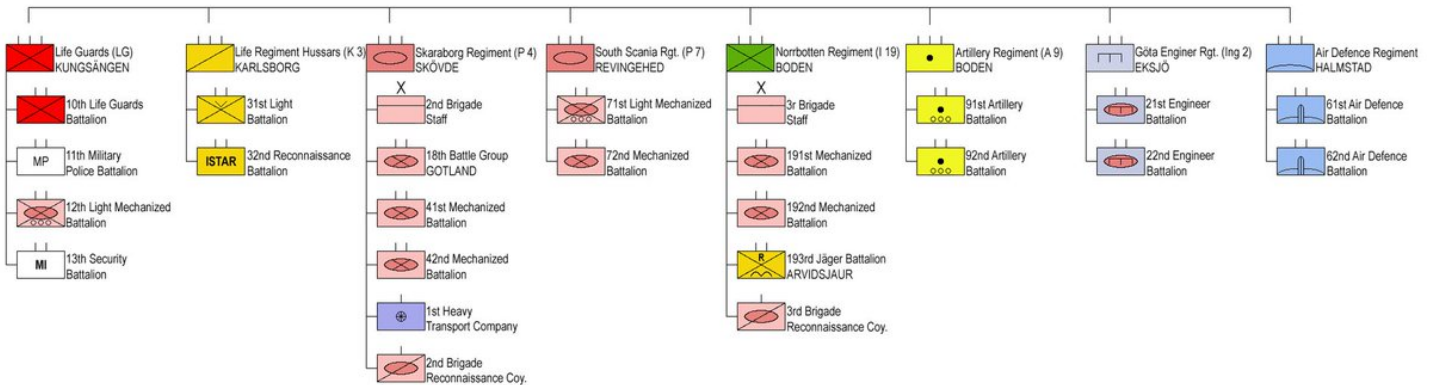 Life Guards (LG)
KUNGSÄNGEN
10th Life Guards
Battalion
MP
11th Military
Police Battalion
12th Light Mechanized
Battalion
MI
13th Security
Battalion
Life Regiment Hussars (K 3)
KARLSBORG
31st Light
Battalion
ISTAR
32nd Reconnaissance
Battalion
Skaraborg Regiment (P 4)
SKÖVDE
X
2nd Brigade
Staff
18th Battle Group
GOTLAND
41st Mechanized
Battalion
42nd Mechanized
Battalion
1st Heavy
Transport Company
2nd Brigade
Reconnaissance Coy.
South Scania Rgt. (P 7)
REVINGEHED
71st Light Mechanized
Battalion
72nd Mechanized
Battalion
Norrbotten Regiment (I 19)
BODEN
X
3r Brigade
Staff
191st Mechanized
Battalion
192nd Mechanized
Battalion
R
193rd Jäger Battalion
ARVIDSJAUR
3rd Brigade
Reconnaissance Coy.
Artillery Regiment (A 9)
BODEN
91st Artillery
Battalion
92nd Artillery
Battalion
Göta Enginer Rgt. (Ing 2)
EKSJÖ
21st Engineer
Battalion
22nd Engineer
Battalion
Air Defence Regiment
HALMSTAD
61st Air Defence
Battalion
62nd Air Defence
Battalion